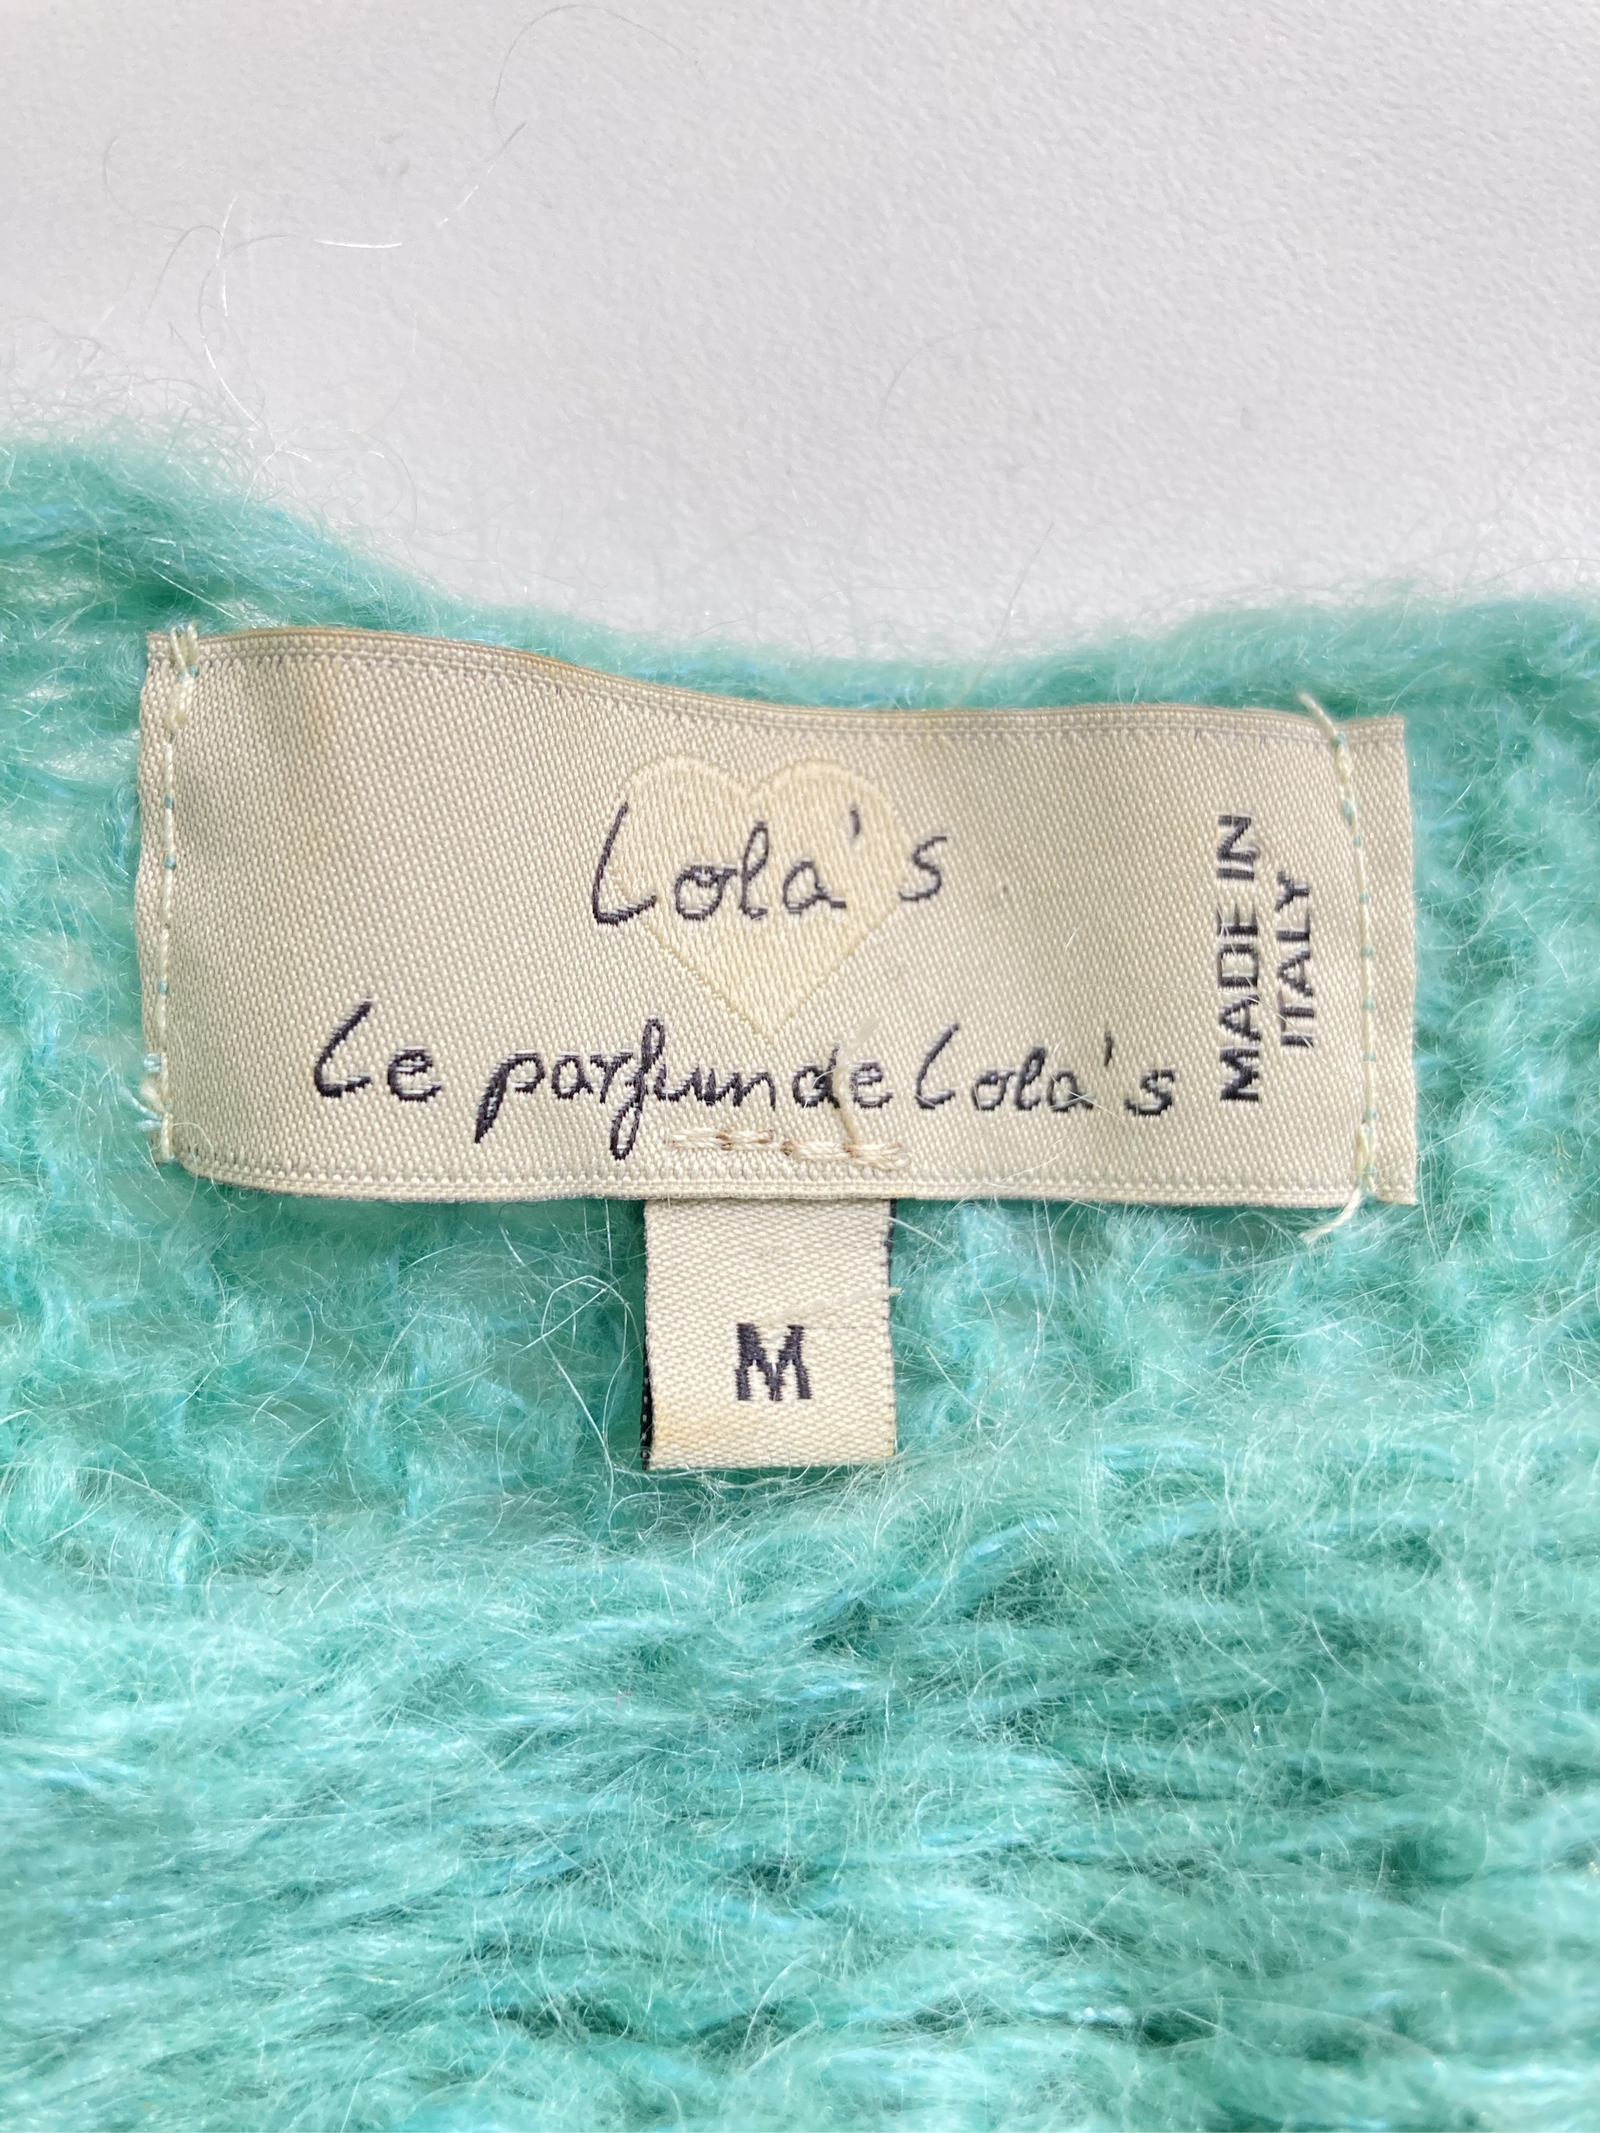 Lola's
Le parfum de Lola's
MADE IN
ITALY
M